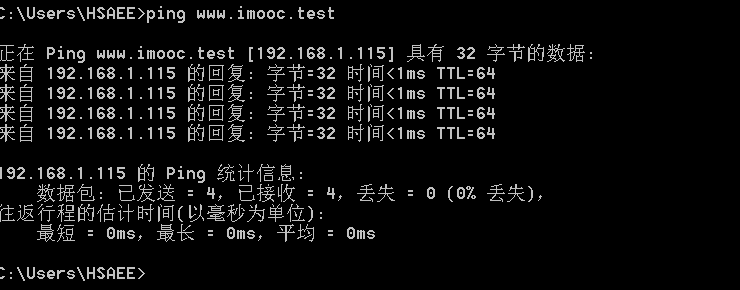 C:\Users\HSAEE>ping www.imooc.test
正在 Ping www.imooc.test [192.168.1.115] 具有 32 字节的数据:
来自 192.168.1.115 的回复: 字节=32 时间<1ms TTL=64
来自 192.168.1.115 的回复: 字节=32 时间<1ms TTL=64
来自 192.168.1.115 的回复: 字节=32 时间<1ms TTL=64
来自 192.168.1.115 的回复: 字节=32 时间<1ms TTL=64
192.168.1.115 的 Ping 统计信息:
数据包: 已发送 = 4, 已接收 = 4, 丢失 = 0 (0% 丢失),
往返行程的估计时间(以毫秒为单位):
最短 = 0ms, 最长 = 0ms, 平均 = 0ms
C:\Users\HSAEE>